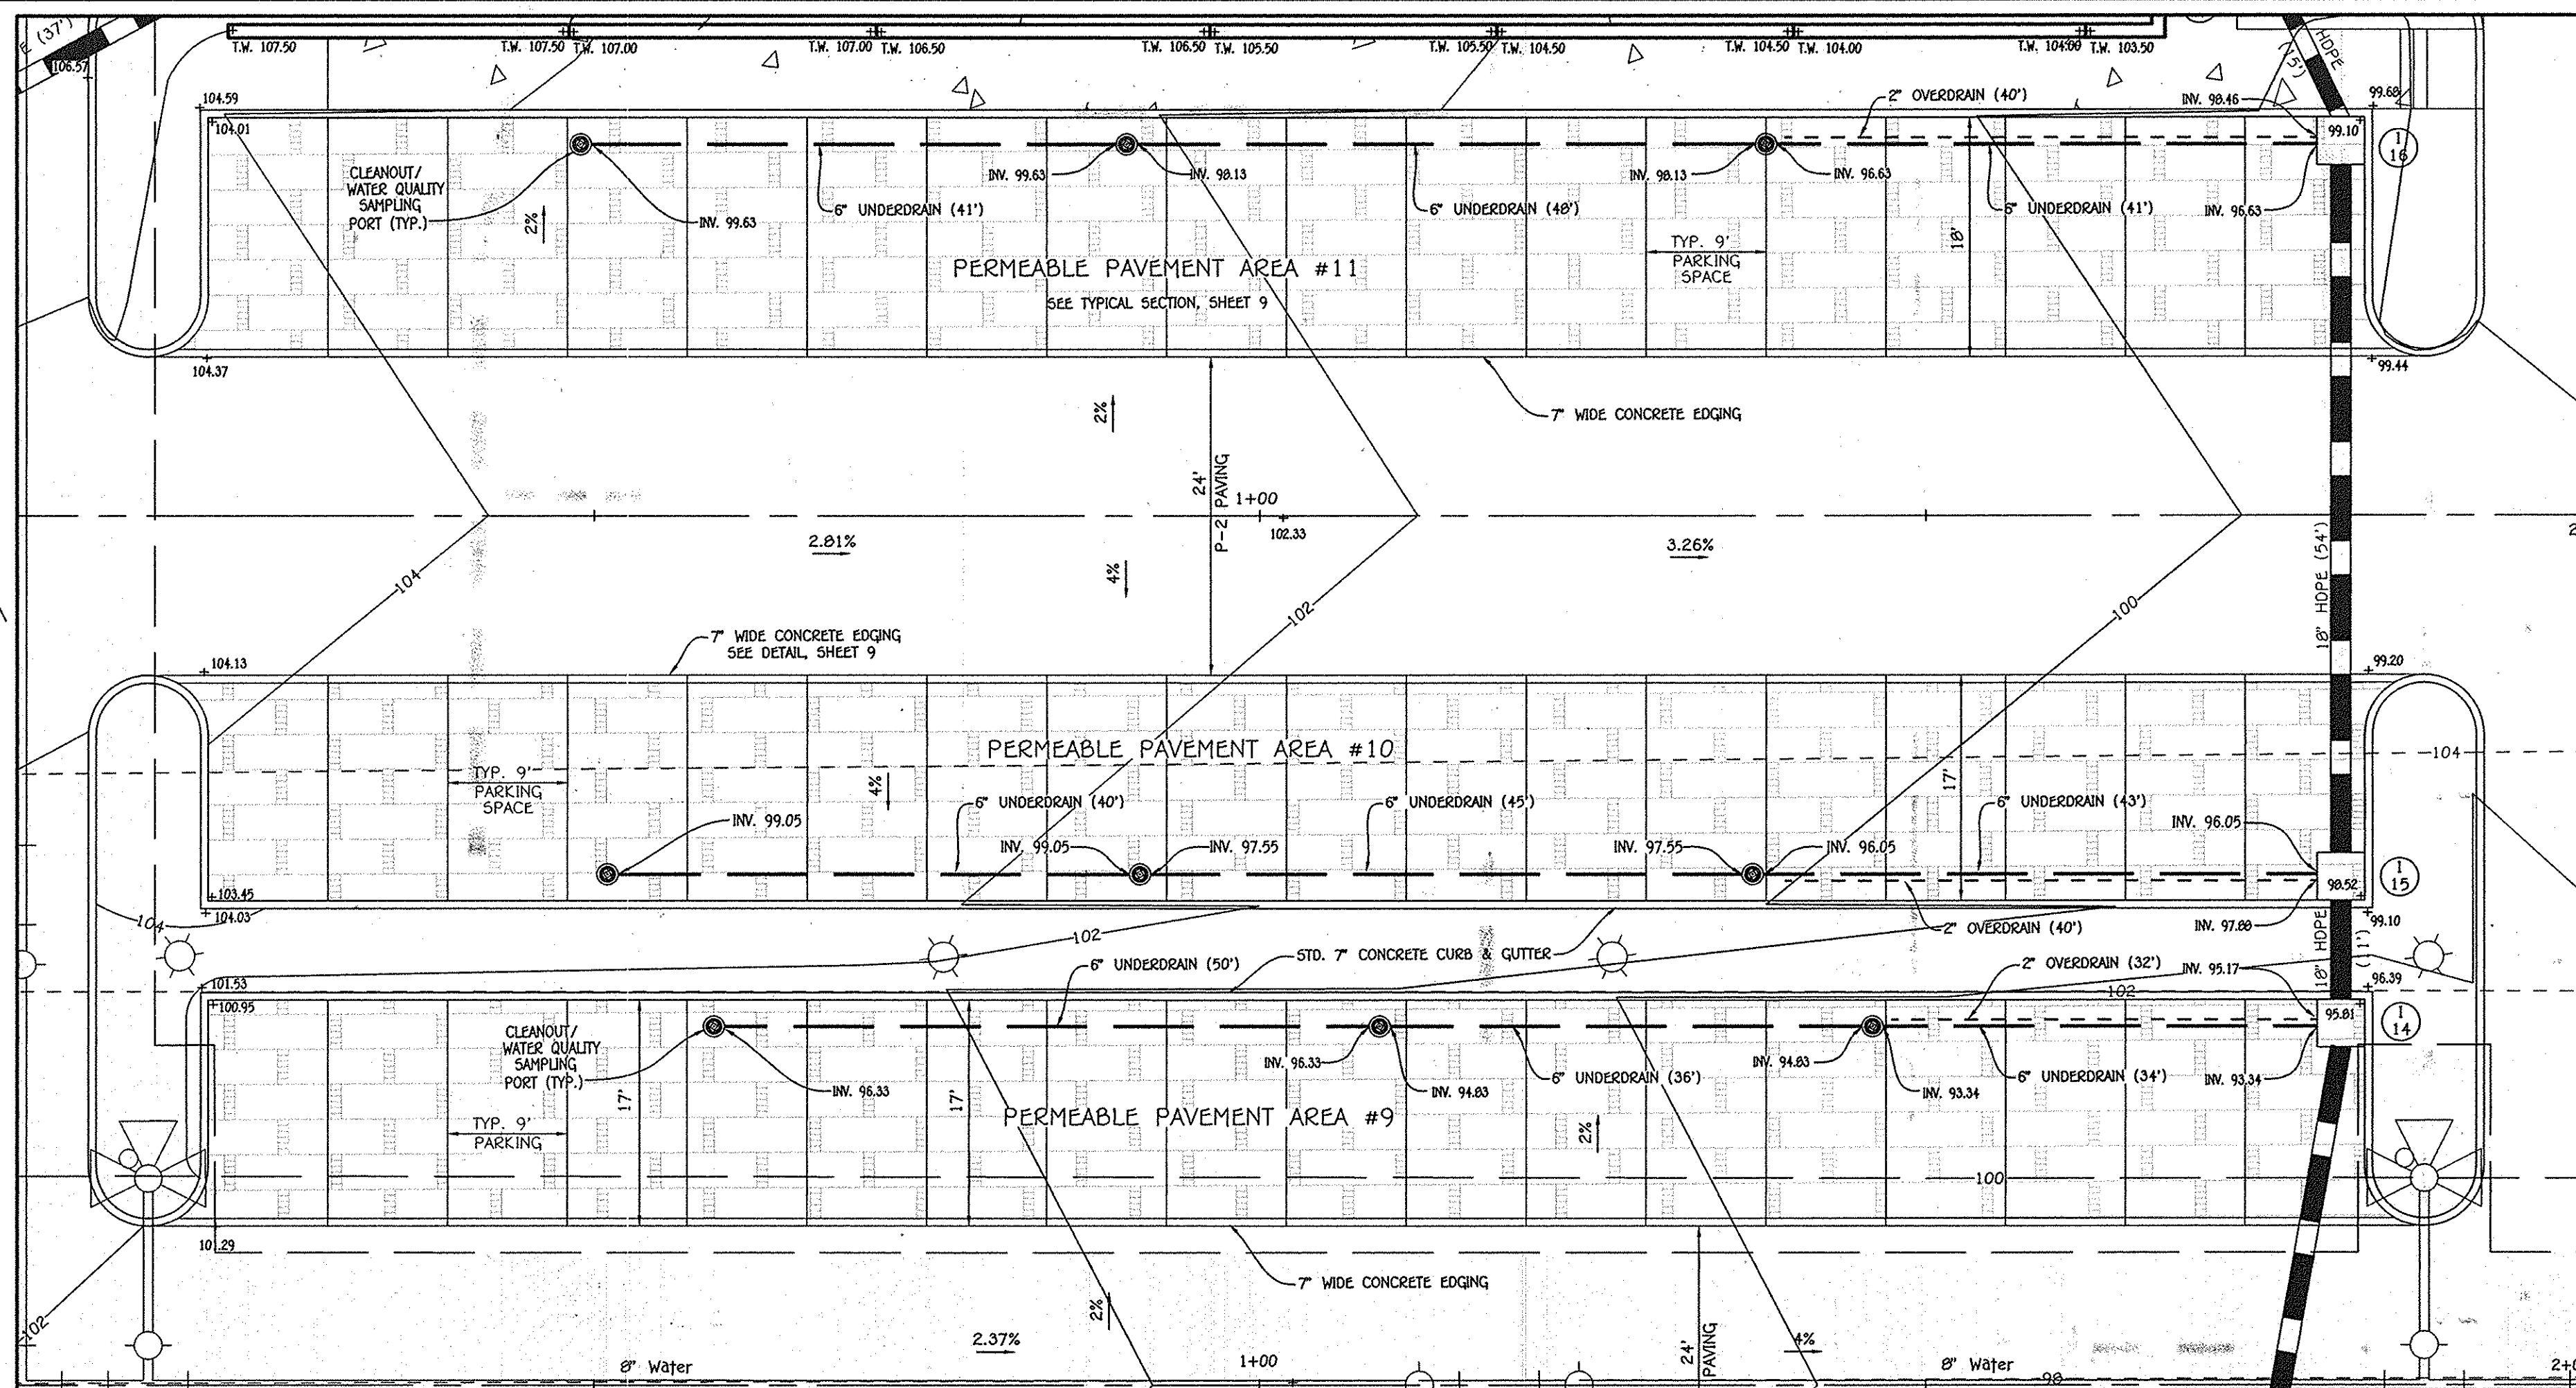 E (37')
T.W. 107.50
T.W. 107.50
T.W. 107.00
T.W. 107.00
T.W. 106.50
T.W. 106.50
T.W. 105.50
T.W. 105.50
T.W. 104.50
T.W. 104.50
T.W. 104.00
T.W. 104.00
T.W. 103.50
HDPE
106.57
104.59
104.01
2" OVERDRAIN (40')
INV. 98.46
99.68
99.10
I
16
CLEANOUT/
WATER QUALITY
SAMPLING
PORT (TYP.)
2%
INV. 99.63
6" UNDERDRAIN (41')
INV. 99.63
INV. 98.13
6" UNDERDRAIN (48')
INV. 98.13
INV. 96.63
6" UNDERDRAIN (41')
INV. 96.63
18'
TYP. 9'
PARKING
SPACE
PERMEABLE PAVEMENT AREA #11
SEE TYPICAL SECTION, SHEET 9
104.37
99.44
7" WIDE CONCRETE EDGING
2%
24'
P-2 PAVING
1+00
102.33
2.81%
3.26%
4%
18" HDPE (54')
104
102
100
7" WIDE CONCRETE EDGING
SEE DETAIL, SHEET 9
104.13
99.20
PERMEABLE PAVEMENT AREA #10
104
TYP. 9'
PARKING
SPACE
4%
17'
INV. 99.05
6" UNDERDRAIN (40')
6" UNDERDRAIN (45')
6" UNDERDRAIN (43')
INV. 96.05
INV. 99.05
INV. 97.55
INV. 97.55
INV. 96.05
98.52
I
15
103.45
104.03
99.10
104
102
2" OVERDRAIN (40')
INV. 97.88
18" HDPE
STD. 7" CONCRETE CURB & GUTTER
6" UNDERDRAIN (50')
2" OVERDRAIN (32')
INV. 95.17
96.39
101.53
102
100.95
95.81
I
14
CLEANOUT/
WATER QUALITY
SAMPLING
PORT (TYP.)
INV. 96.33
17'
17'
INV. 96.33
INV. 94.83
6" UNDERDRAIN (36')
INV. 94.83
INV. 93.34
6" UNDERDRAIN (34')
INV. 93.34
PERMEABLE PAVEMENT AREA #9
TYP. 9'
PARKING
2%
100
101.29
7" WIDE CONCRETE EDGING
2%
102
2.37%
24'
PAVING
4%
8" Water
1+00
8" Water
98